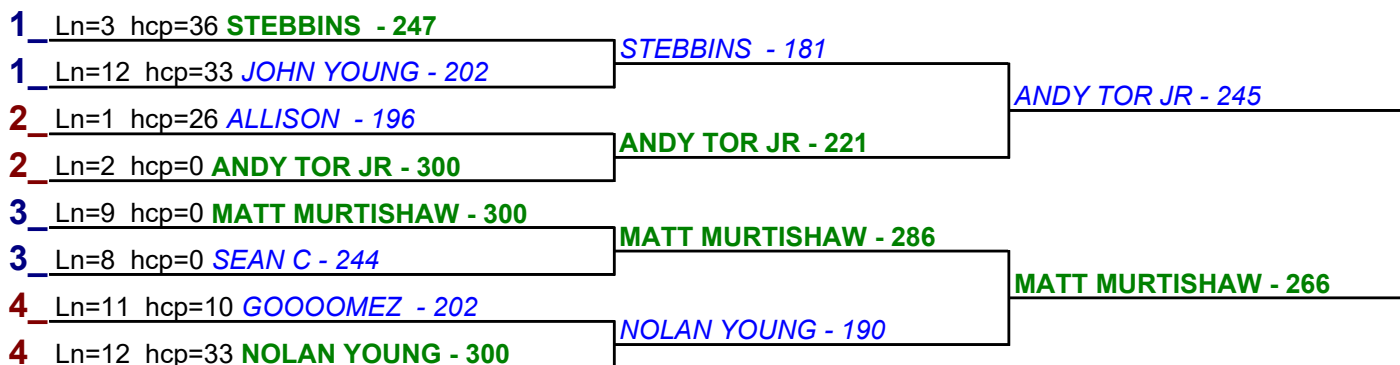 1_ Ln=3 hcp=36 STEBBINS - 247
STEBBINS - 181
1_ Ln=12 hcp=33 JOHN YOUNG - 202
ANDY TOR JR - 245
2_ Ln=1 hcp=26 ALLISON - 196
ANDY TOR JR - 221
2_ Ln=2 hcp=0 ANDY TOR JR - 300
3_ Ln=9 hcp=0 MATT MURTISHAW - 300
MATT MURTISHAW - 286
3_ Ln=8 hcp=0 SEAN C - 244
MATT MURTISHAW - 266
4_ Ln=11 hcp=10 GOOOOMEZ - 202
NOLAN YOUNG - 190
4 Ln=12 hcp=33 NOLAN YOUNG - 300